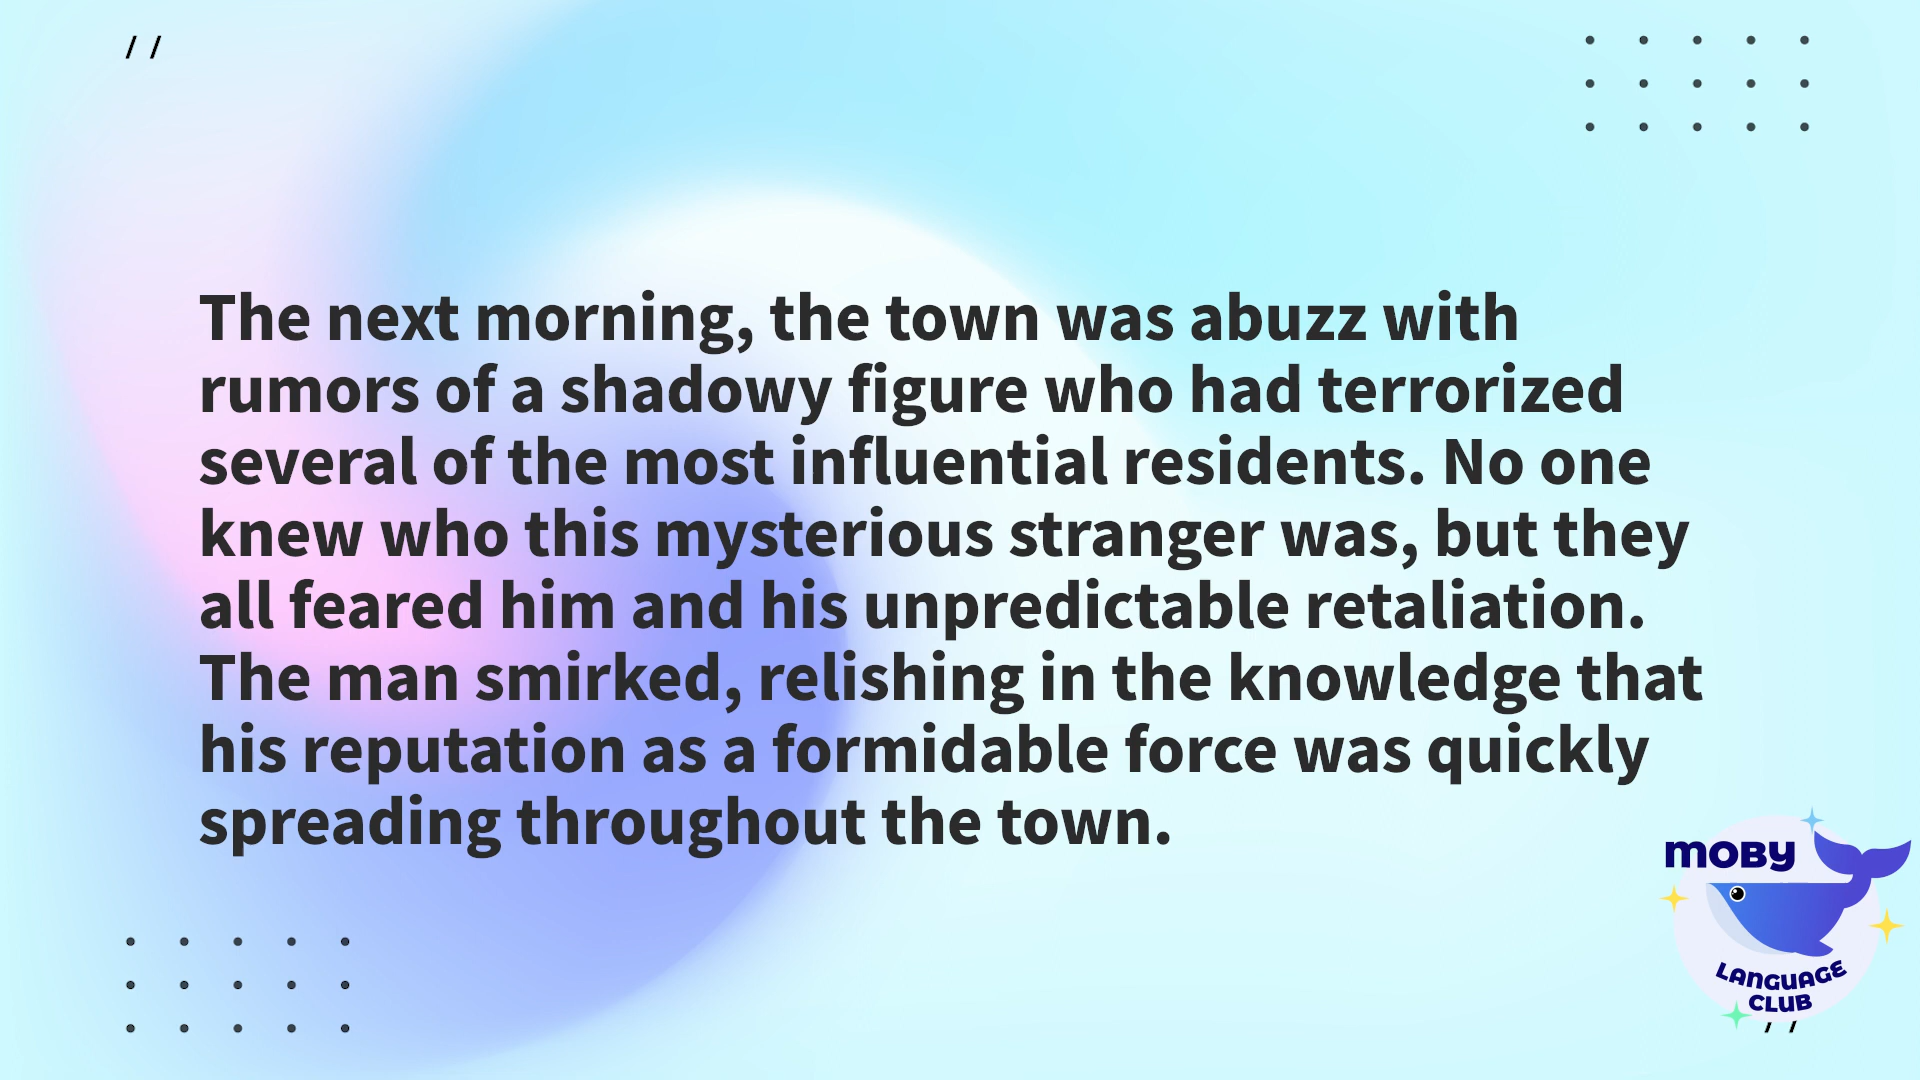 //
The next morning, the town was abuzz with
rumors of a shadowy figure who had terrorized
several of the most influential residents. No one
knew who this mysterious stranger was, but they
all feared him and his unpredictable retaliation.
The man smirked, relishing in the knowledge that
his reputation as a formidable force was quickly
spreading throughout the town.
MOBY
LANGUAGE
CLUB
//